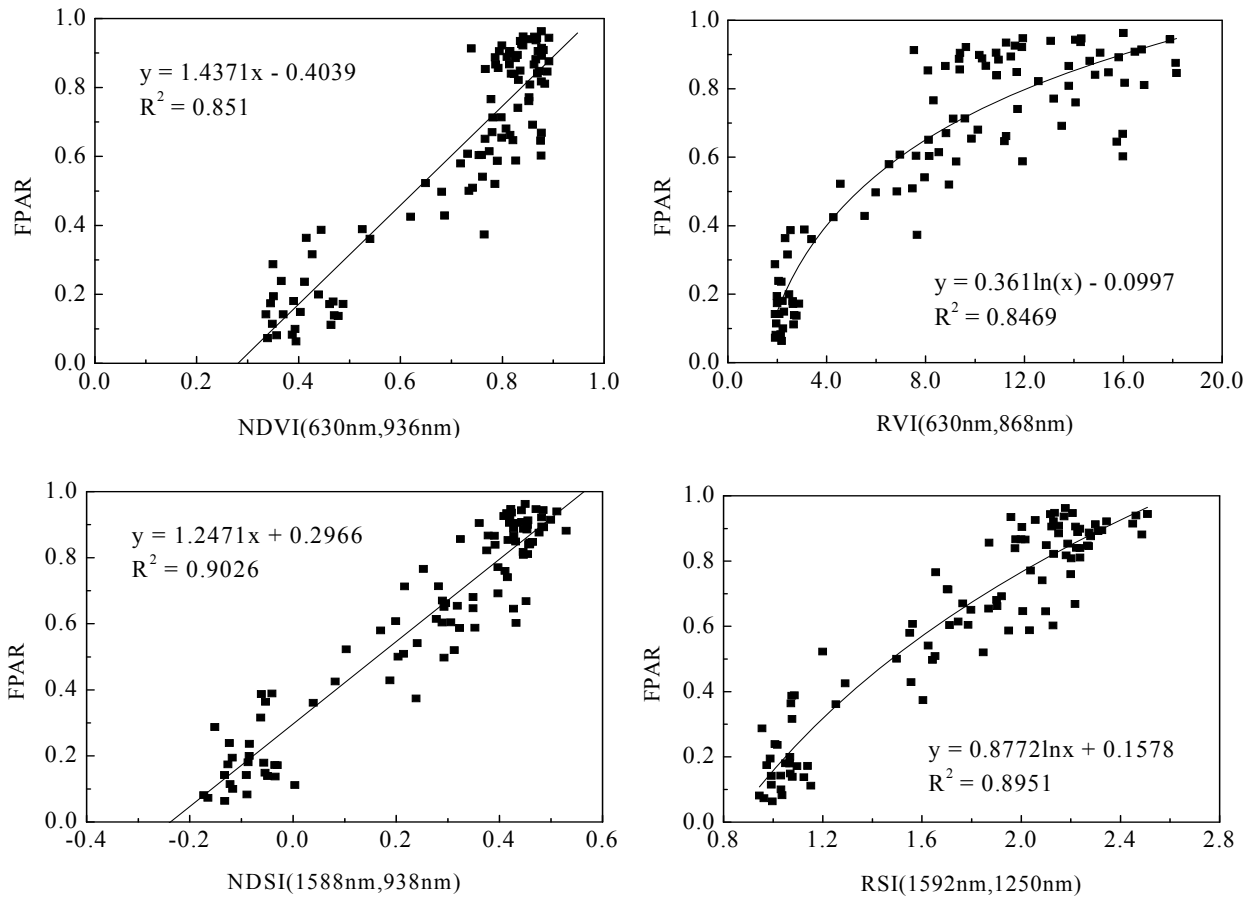 1.0
0.8
0.6
0.4
0.2
0.0
FPAR
y = 1.4371x - 0.4039
R² = 0.851
0.0 0.2 0.4 0.6 0.8 1.0
NDVI(630nm,936nm)
1.0
0.8
0.6
0.4
0.2
0.0
FPAR
y = 0.361ln(x) - 0.0997
R² = 0.8469
0.0 4.0 8.0 12.0 16.0 20.0
RVI(630nm,868nm)
1.0
0.8
0.6
0.4
0.2
0.0
FPAR
y = 1.2471x + 0.2966
R² = 0.9026
-0.4 -0.2 0.0 0.2 0.4 0.6
NDSI(1588nm,938nm)
1.0
0.8
0.6
0.4
0.2
0.0
FPAR
y = 0.8772lnx + 0.1578
R² = 0.8951
0.8 1.2 1.6 2.0 2.4 2.8
RSI(1592nm,1250nm)